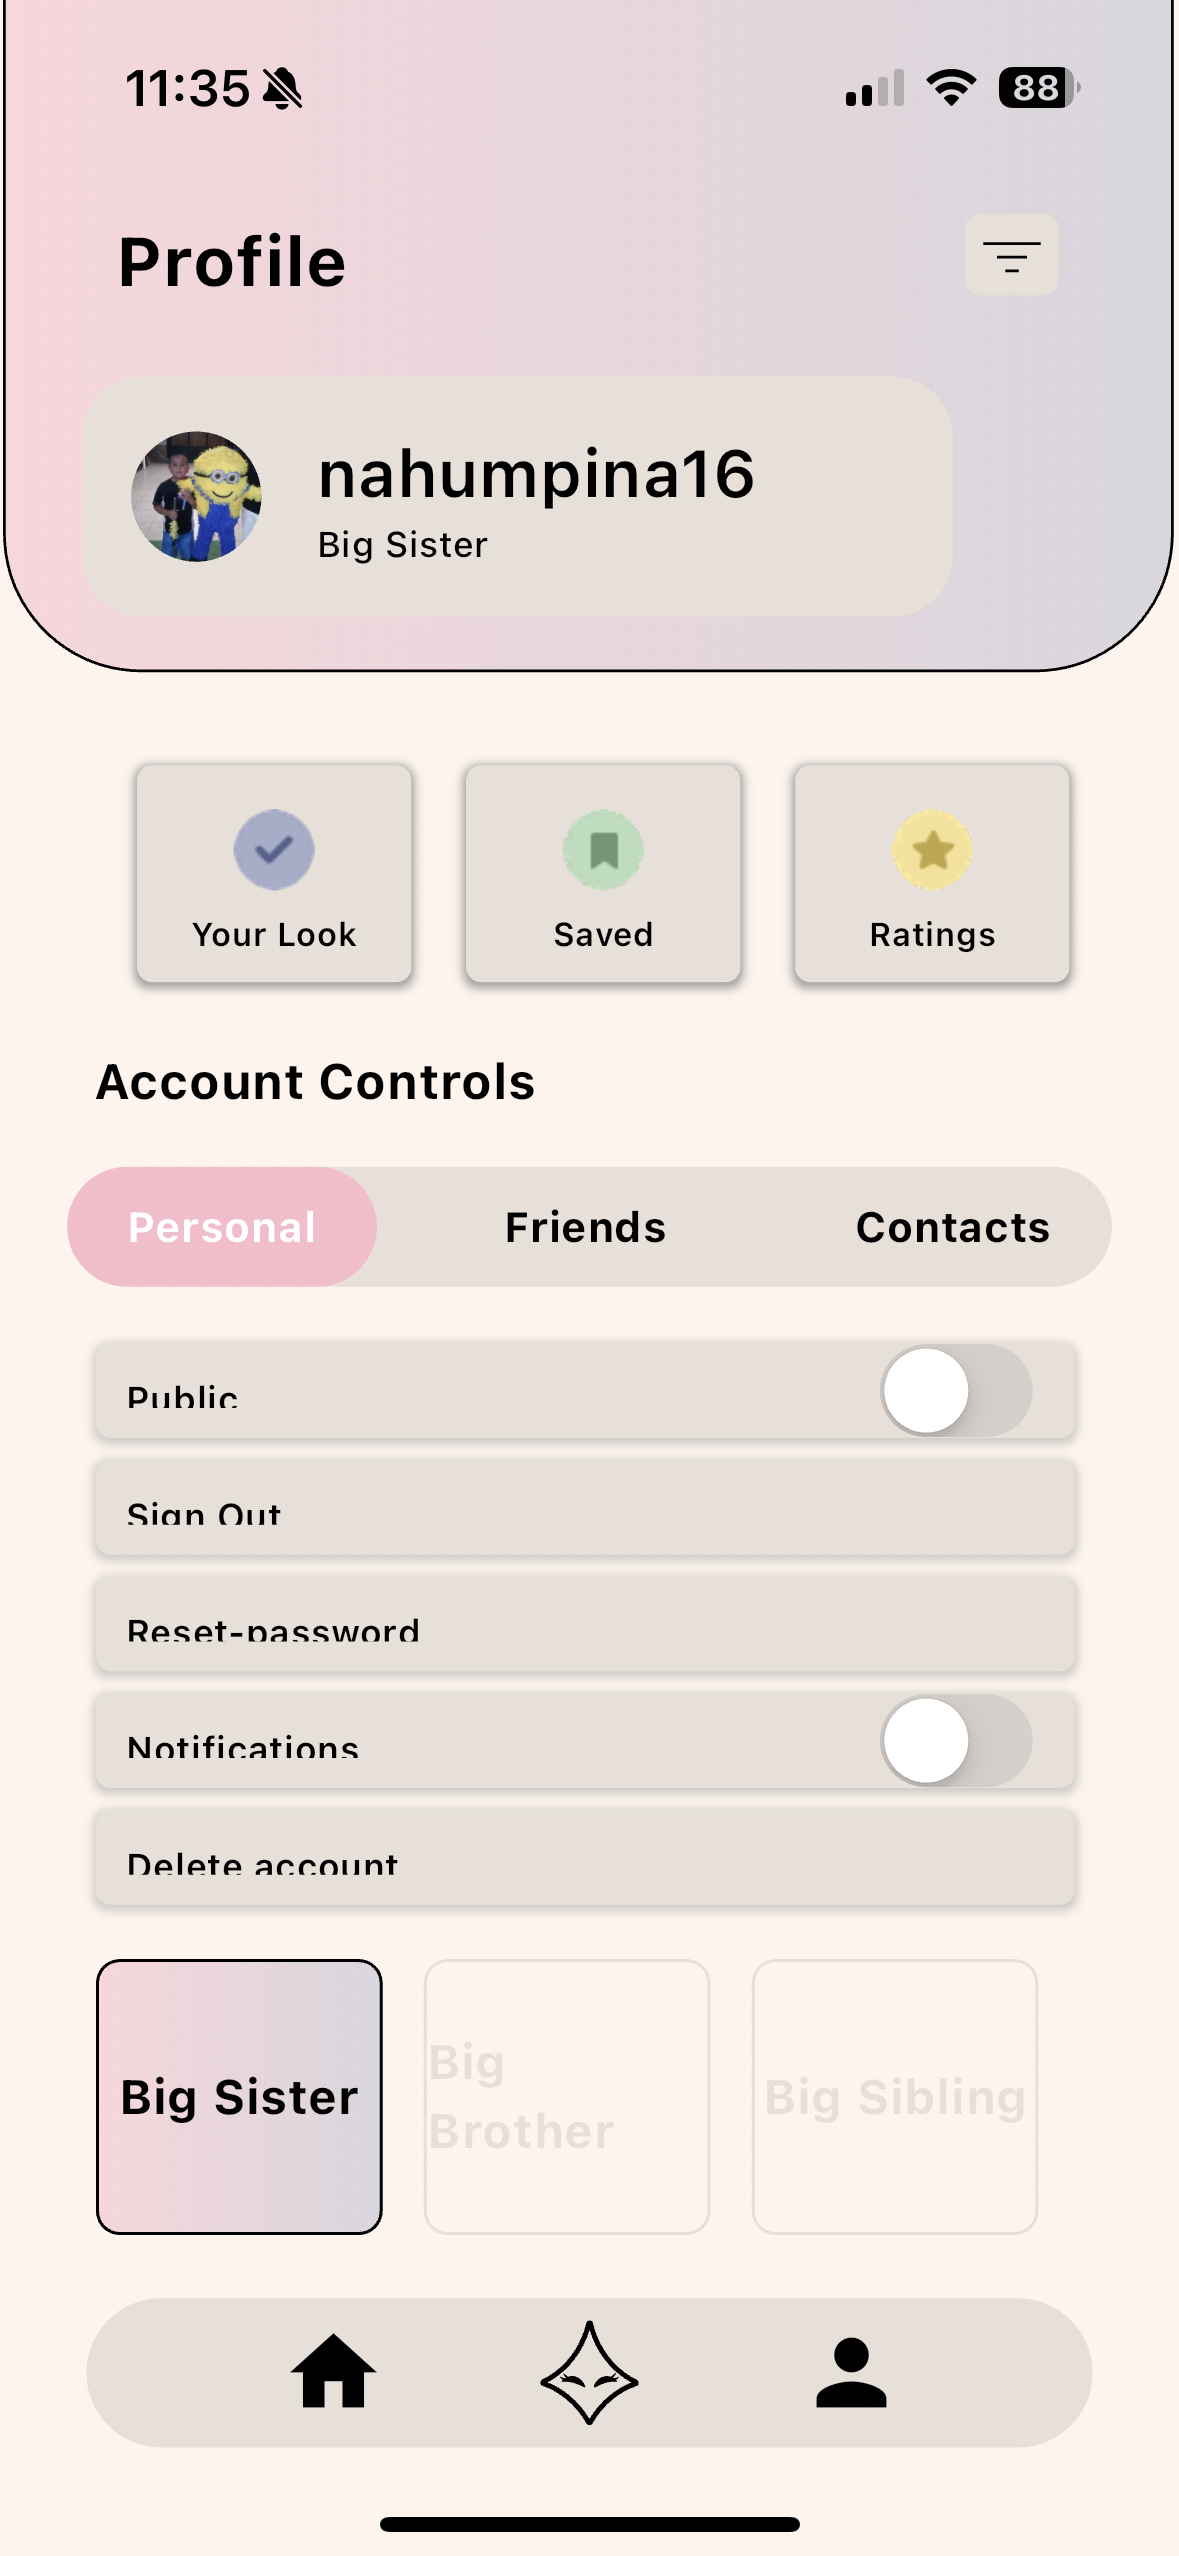 11:35
88
Profile
nahumpina16
Big Sister
Your Look
Saved
Ratings
Account Controls
Personal
Friends
Contacts
Public
Sign Out
Reset-password
Notifications
Delete account
Big Sister
Big
Brother
Big Sibling